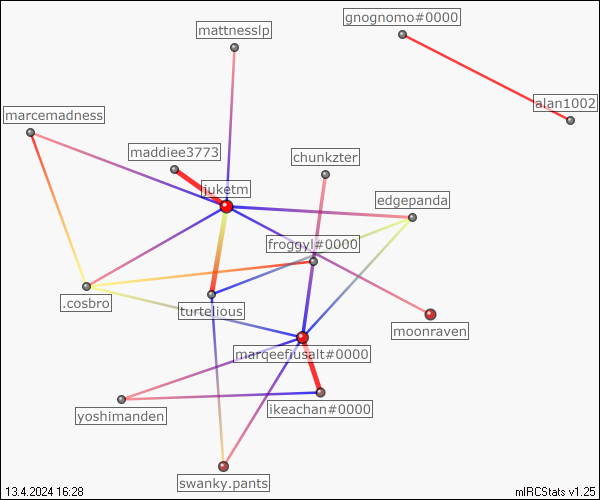 gnognomo#0000
mattnesslp
alan1002
marcemadness
maddiee3773
chunkzter
juketm
edgepanda
froggyl#0000
.cosbro
turtelious
moonraven
marqeefiusalt#0000
yoshimanden
ikeachan#0000
swanky.pants
13.4.2024 16:28
mIRCStats v1.25